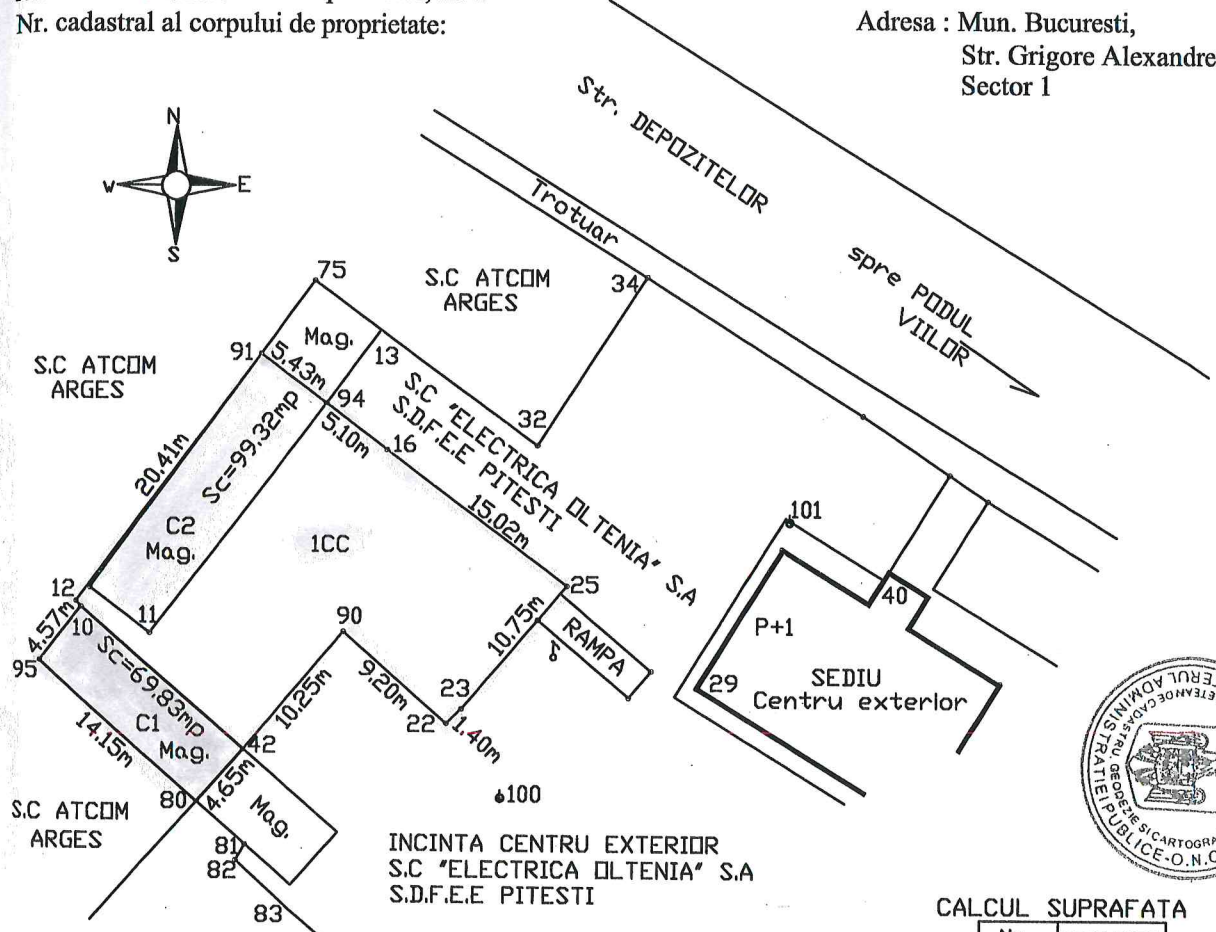 Nr. cadastral al corpului de proprietate:
Adresa : Mun. Bucuresti,
Str. Grigore Alexandre
Sector 1
N
W
E
S
Str. DEPOZITELOR
Trotuar
spre PODUL
VIILOR
75
S.C ATCOM
ARGES
34
S.C ATCOM
ARGES
91
Mag.
13
5.43m
94
32
S.C "ELECTRICA OLTENIA" S.A
S.D.F.E.E PITESTI
5.10m
16
20.41m
Sc=99.32mp
C2
Mag.
1CC
15.02m
101
12
10
11
90
25
40
4.57m
95
Sc=69.83mp
10.75m
RAMPA
P+1
C1
Mag.
14.15m
10.25m
9.20m
23
22
1.40m
29
SEDIU
Centru exterior
42
80
4.65m
Mag.
100
S.C ATCOM
ARGES
81
82
83
INCINTA CENTRU EXTERIOR
S.C "ELECTRICA OLTENIA" S.A
S.D.F.E.E PITESTI
CADASTRU, GEODEZIE SI CARTOGRA
CALCUL SUPRAFATA